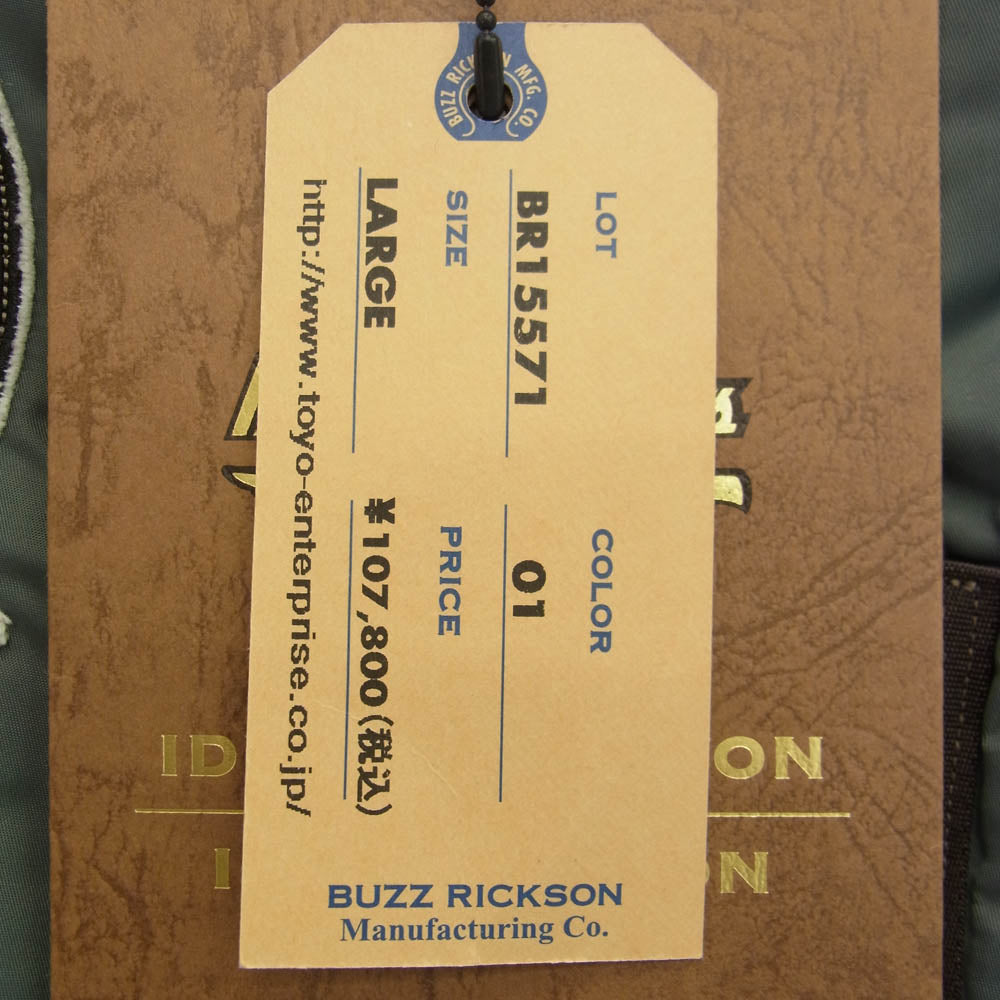 BUZZ RICKSON MFG. CO.
LOT
BR15571
COLOR
01
SIZE
LARGE
PRICE
¥107,800(税込)
http://www.toyo-enterprise.co.jp/
BUZZ RICKSON
Manufacturing Co.
ID
ON
I
ON